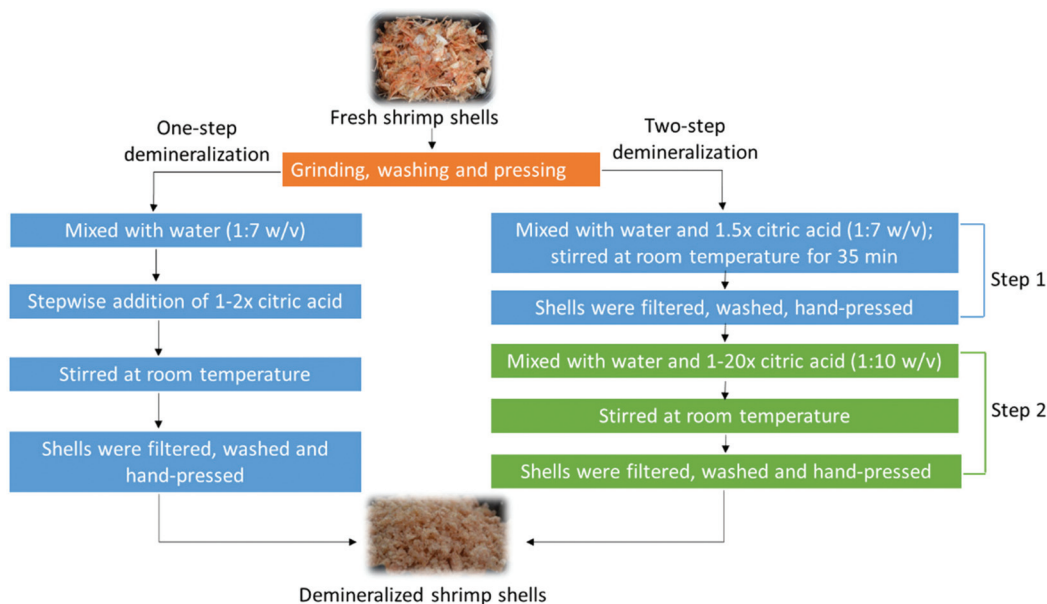 Fresh shrimp shells
One-step
demineralization
Two-step
demineralization
Grinding, washing and pressing
Mixed with water (1:7 w/v)
Stepwise addition of 1-2x citric acid
Stirred at room temperature
Shells were filtered, washed and
hand-pressed
Mixed with water and 1.5x citric acid (1:7 w/v);
stirred at room temperature for 35 min
Shells were filtered, washed, hand-pressed
Step 1
Mixed with water and 1-20x citric acid (1:10 w/v)
Stirred at room temperature
Shells were filtered, washed and hand-pressed
Step 2
Demineralized shrimp shells